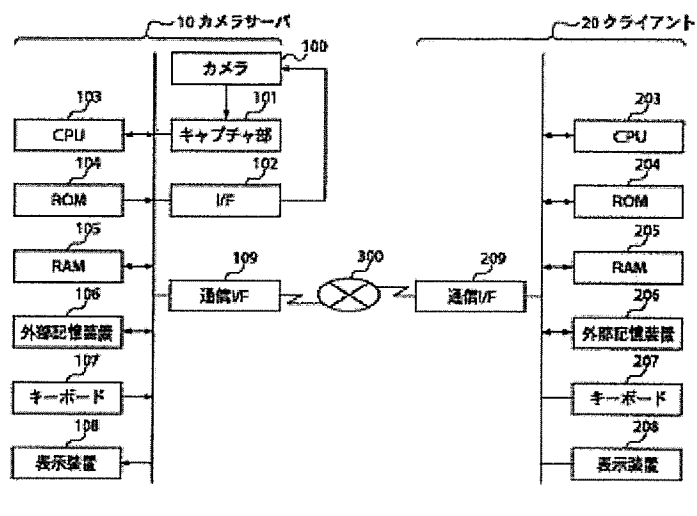 10 カメラサーバ
100
カメラ
103
CPU
101
キャプチャ部
104
ROM
102
I/F
105
RAM
109
通信I/F
106
外部記憶装置
107
キーボード
108
表示装置
300
20 クライアント
203
CPU
204
ROM
205
RAM
209
通信I/F
206
外部記憶装置
207
キーボード
208
表示装置